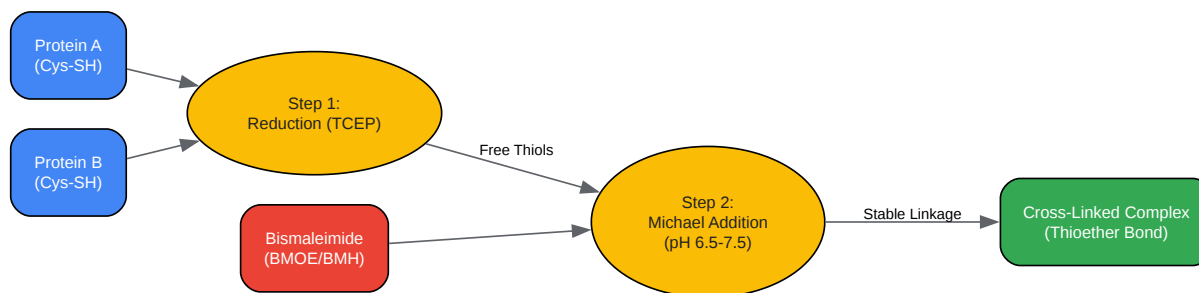 Protein A
(Cys-SH)
Protein B
(Cys-SH)
Step 1:
Reduction (TCEP)
Free Thiols
Bismaleimide
(BMOE/BMH)
Step 2:
Michael Addition
(pH 6.5-7.5)
Stable Linkage
Cross-Linked Complex
(Thioether Bond)